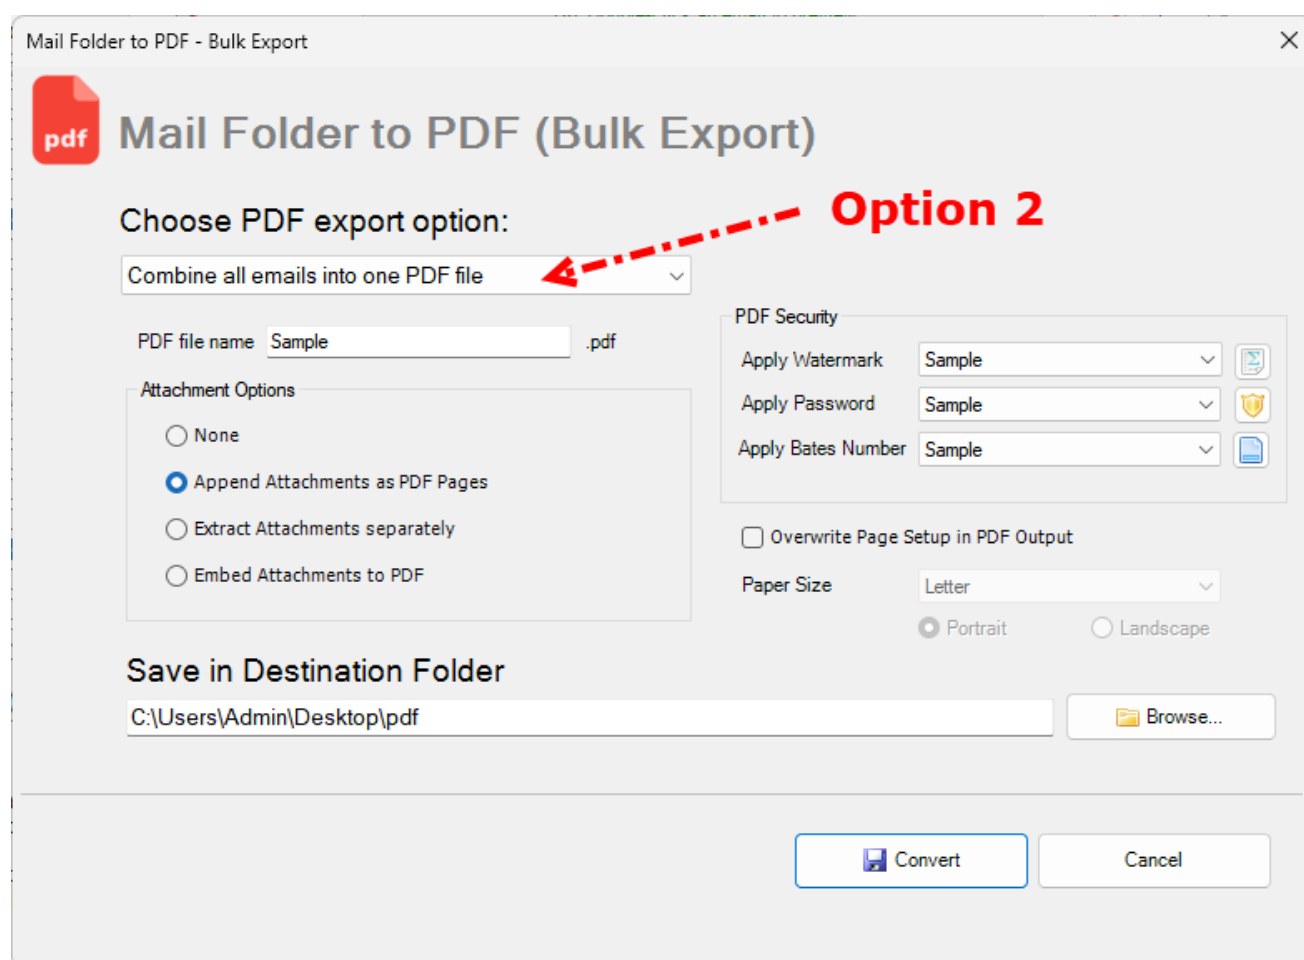 Mail Folder to PDF - Bulk Export
pdf
Mail Folder to PDF (Bulk Export)
Option 2
Choose PDF export option:
Combine all emails into one PDF file
PDF file name Sample .pdf
Attachment Options
None
Append Attachments as PDF Pages
Extract Attachments separately
Embed Attachments to PDF
PDF Security
Apply Watermark Sample
Apply Password Sample
Apply Bates Number Sample
Overwrite Page Setup in PDF Output
Paper Size Letter
Portrait Landscape
Save in Destination Folder
C:\Users\Admin\Desktop\pdf Browse...
Convert Cancel